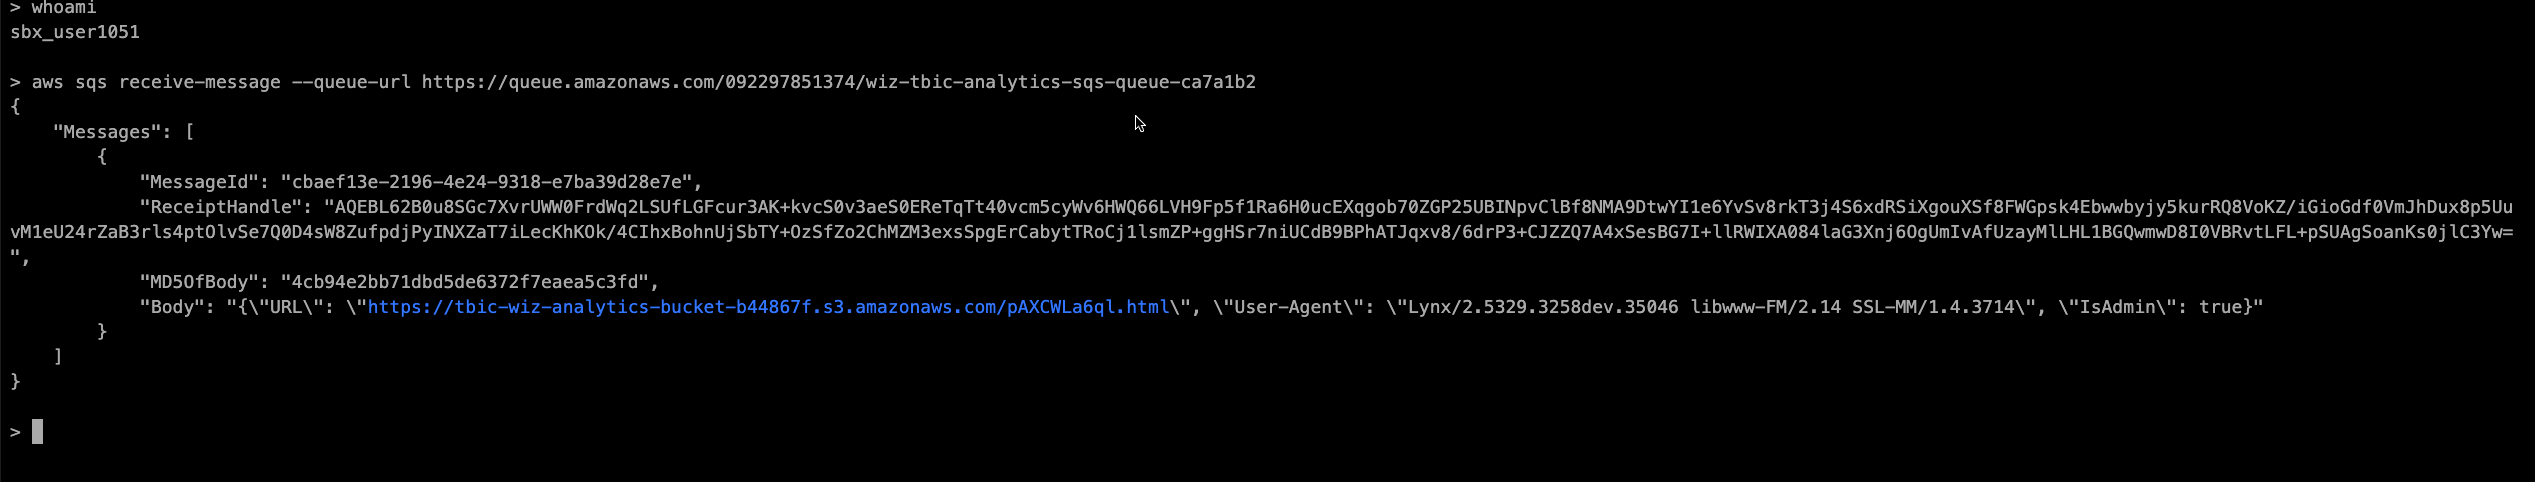 > whoami
sbx_user1051
> aws sqs receive-message --queue-url https://queue.amazonaws.com/092297851374/wiz-tbic-analytics-sqs-queue-ca7a1b2
{
"Messages": [
{
"MessageId": "cbaef13e-2196-4e24-9318-e7ba39d28e7e",
"ReceiptHandle": "AQEBL62B0u8SGc7XvrUWW0FrdWq2LSUfLGFcur3AK+kvcS0v3aeS0EReTqTt40vcm5cyWv6HWQ66LVH9Fp5f1Ra6H0ucEXqgob70ZGP25UBINpvClBf8NMA9DtwYI1e6YvSv8rkT3j4S6xdRSiXgouXSf8FWGpsk4Ebwwbyjy5kurRQ8VoKZ/iGioGdf0VmJhDux8p5Uu
vM1eU24rZaB3rls4ptOlvSe7Q0D4sW8ZufpdjPyINXZaT7iLecKhKOk/4CIhxBohnUjSbTY+OzSfZo2ChMZM3exsSpgErCabytTRoCj1lsmZP+ggHSr7niUCdB9BPhATJqxv8/6drP3+CJZZQ7A4xSesBG7I+llRWIXA084laG3Xnj6OgUmIvAfUzayMlLHL1BGQwmwD8I0VBRvtLFL+pSUAgSoanKs0jlC3Yw=
",
"MD5OfBody": "4cb94e2bb71dbd5de6372f7eaea5c3fd",
"Body": "{\"URL\": \"https://tbic-wiz-analytics-bucket-b44867f.s3.amazonaws.com/pAXCWLa6ql.html\", \"User-Agent\": \"Lynx/2.5329.3258dev.35046 libwww-FM/2.14 SSL-MM/1.4.3714\", \"IsAdmin\": true}"
}
]
}
>